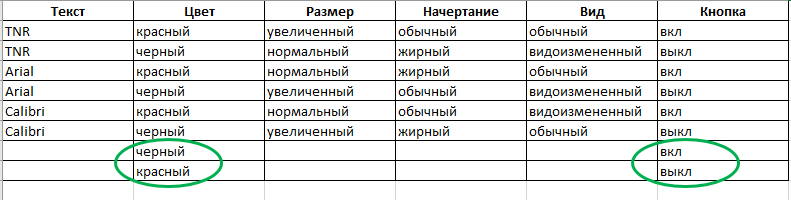 Текст Цвет Размер Начертание Вид Кнопка
TNR красный увеличенный обычный обычный вкл
TNR черный нормальный жирный видоизмененный выкл
Arial красный нормальный жирный обычный вкл
Arial черный увеличенный обычный видоизмененный выкл
Calibri красный нормальный обычный видоизмененный вкл
Calibri черный увеличенный жирный обычный выкл
черный вкл
красный выкл